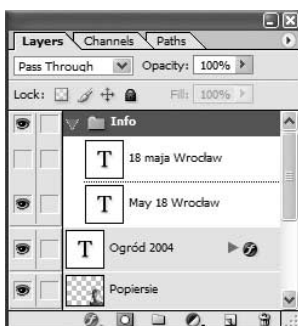 Layers Channels Paths
Pass Through Opacity: 100%
Lock: Fill: 100%
Info
T 18 maja Wrocław
T May 18 Wrocław
T Ogród 2004
Popiersie